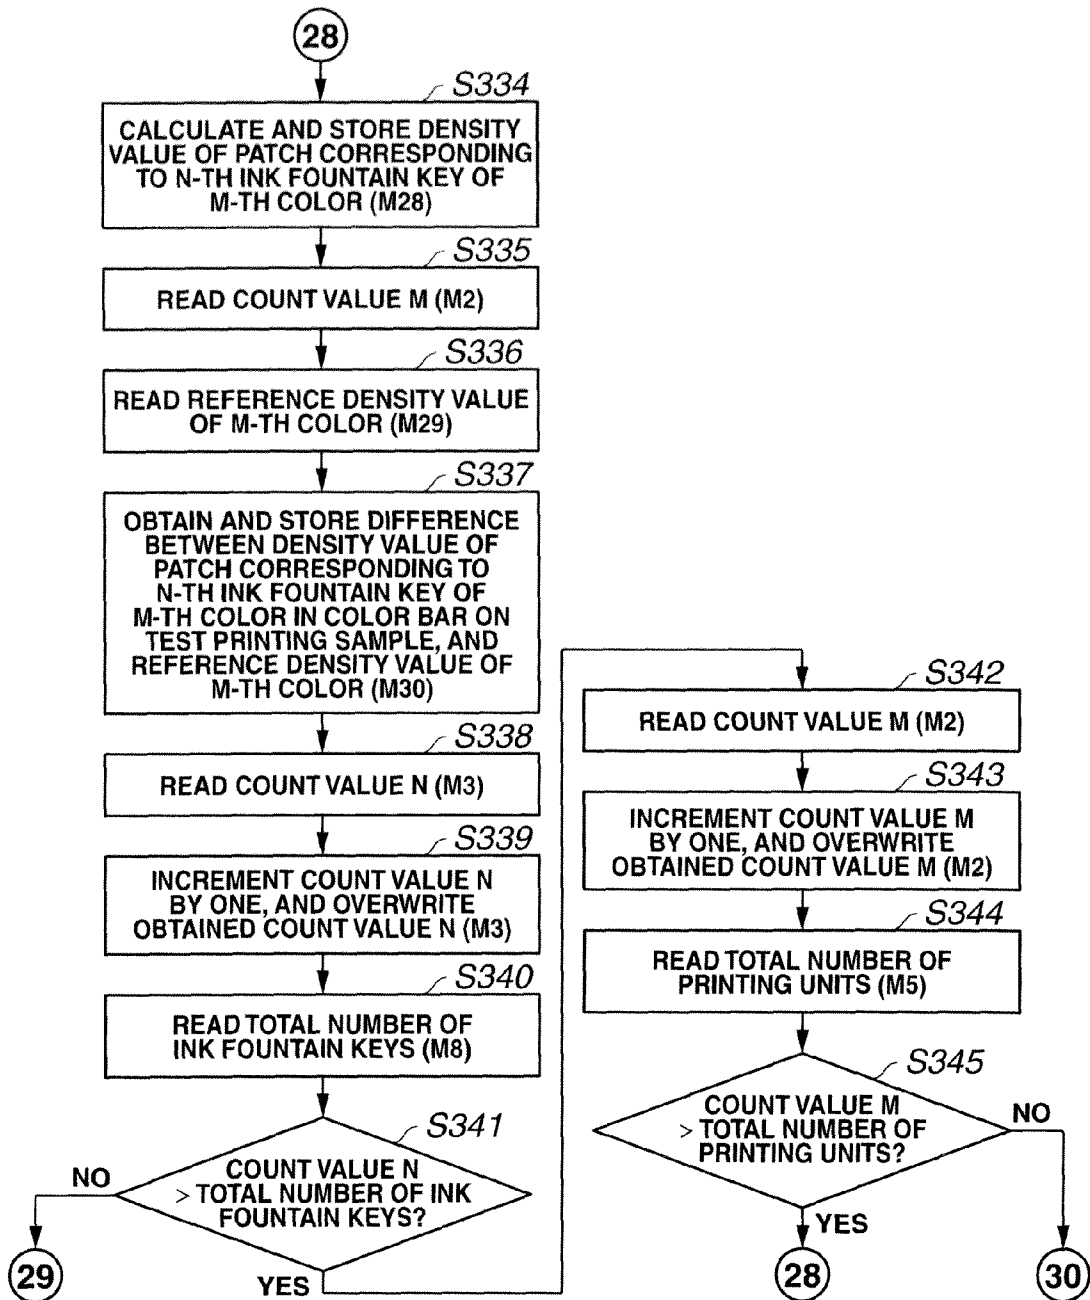 28
S334
CALCULATE AND STORE DENSITY
VALUE OF PATCH CORRESPONDING
TO N-TH INK FOUNTAIN KEY OF
M-TH COLOR (M28)
S335
READ COUNT VALUE M (M2)
S336
READ REFERENCE DENSITY VALUE
OF M-TH COLOR (M29)
S337
OBTAIN AND STORE DIFFERENCE
BETWEEN DENSITY VALUE OF
PATCH CORRESPONDING TO
N-TH INK FOUNTAIN KEY OF
M-TH COLOR IN COLOR BAR ON
TEST PRINTING SAMPLE, AND
REFERENCE DENSITY VALUE OF
M-TH COLOR (M30)
S338
READ COUNT VALUE N (M3)
S339
INCREMENT COUNT VALUE N
BY ONE, AND OVERWRITE
OBTAINED COUNT VALUE N (M3)
S340
READ TOTAL NUMBER OF
INK FOUNTAIN KEYS (M8)
S341
COUNT VALUE N
> TOTAL NUMBER OF INK
FOUNTAIN KEYS?
NO
29
YES
S342
READ COUNT VALUE M (M2)
S343
INCREMENT COUNT VALUE M
BY ONE, AND OVERWRITE
OBTAINED COUNT VALUE M (M2)
S344
READ TOTAL NUMBER OF
PRINTING UNITS (M5)
S345
COUNT VALUE M
> TOTAL NUMBER OF
PRINTING UNITS?
NO
YES
28
30